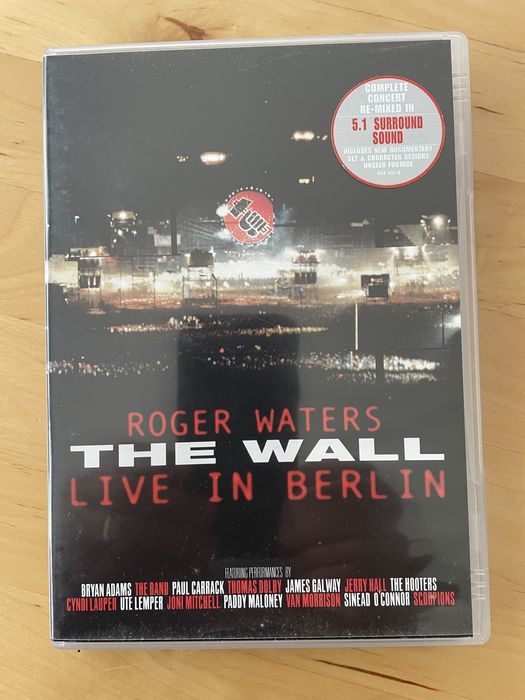 COMPLETE
CONCERT
RE-MIXED IN
5.1 SURROUND
SOUND
INCLUDES NEW DOCUMENTARY
SET & CHARACTER DESIGNS
UNSEEN FOOTAGE
ROGER WATERS
THE WALL
LIVE IN BERLIN
FEATURING PERFORMANCES BY
BRYAN ADAMS THE BAND PAUL CARRACK THOMAS DOLBY JAMES GALWAY JERRY HALL THE HOOTERS
CYNDI LAUPER UTE LEMPER JONI MITCHELL PADDY MALONEY VAN MORRISON SINEAD O'CONNOR SCORPIONS